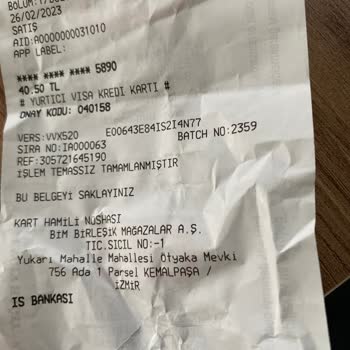 26/02/2023
SATIŞ
AID:A0000000031010
APP LABEL:
**** **** **** 5890
40.50 TL
# YURTİÇİ VISA KREDİ KARTI #
ONAY KODU: 040158
VERS:VVX520 E00643E84IS2I4N77
SIRA NO:IA000063 BATCH NO:2359
REF:305721645190
İŞLEM TEMASSIZ TAMAMLANMIŞTIR
BU BELGEYİ SAKLAYINIZ
KART HAMİLİ NÜSHASI
BİM BİRLEŞİK MAĞAZALAR A.Ş.
TİC.SİCİL NO:-1
Yukarı Mahalle Mahallesi Otyaka Mevki
756 Ada 1 Parsel KEMALPAŞA /
İZMİR
IS BANKASI